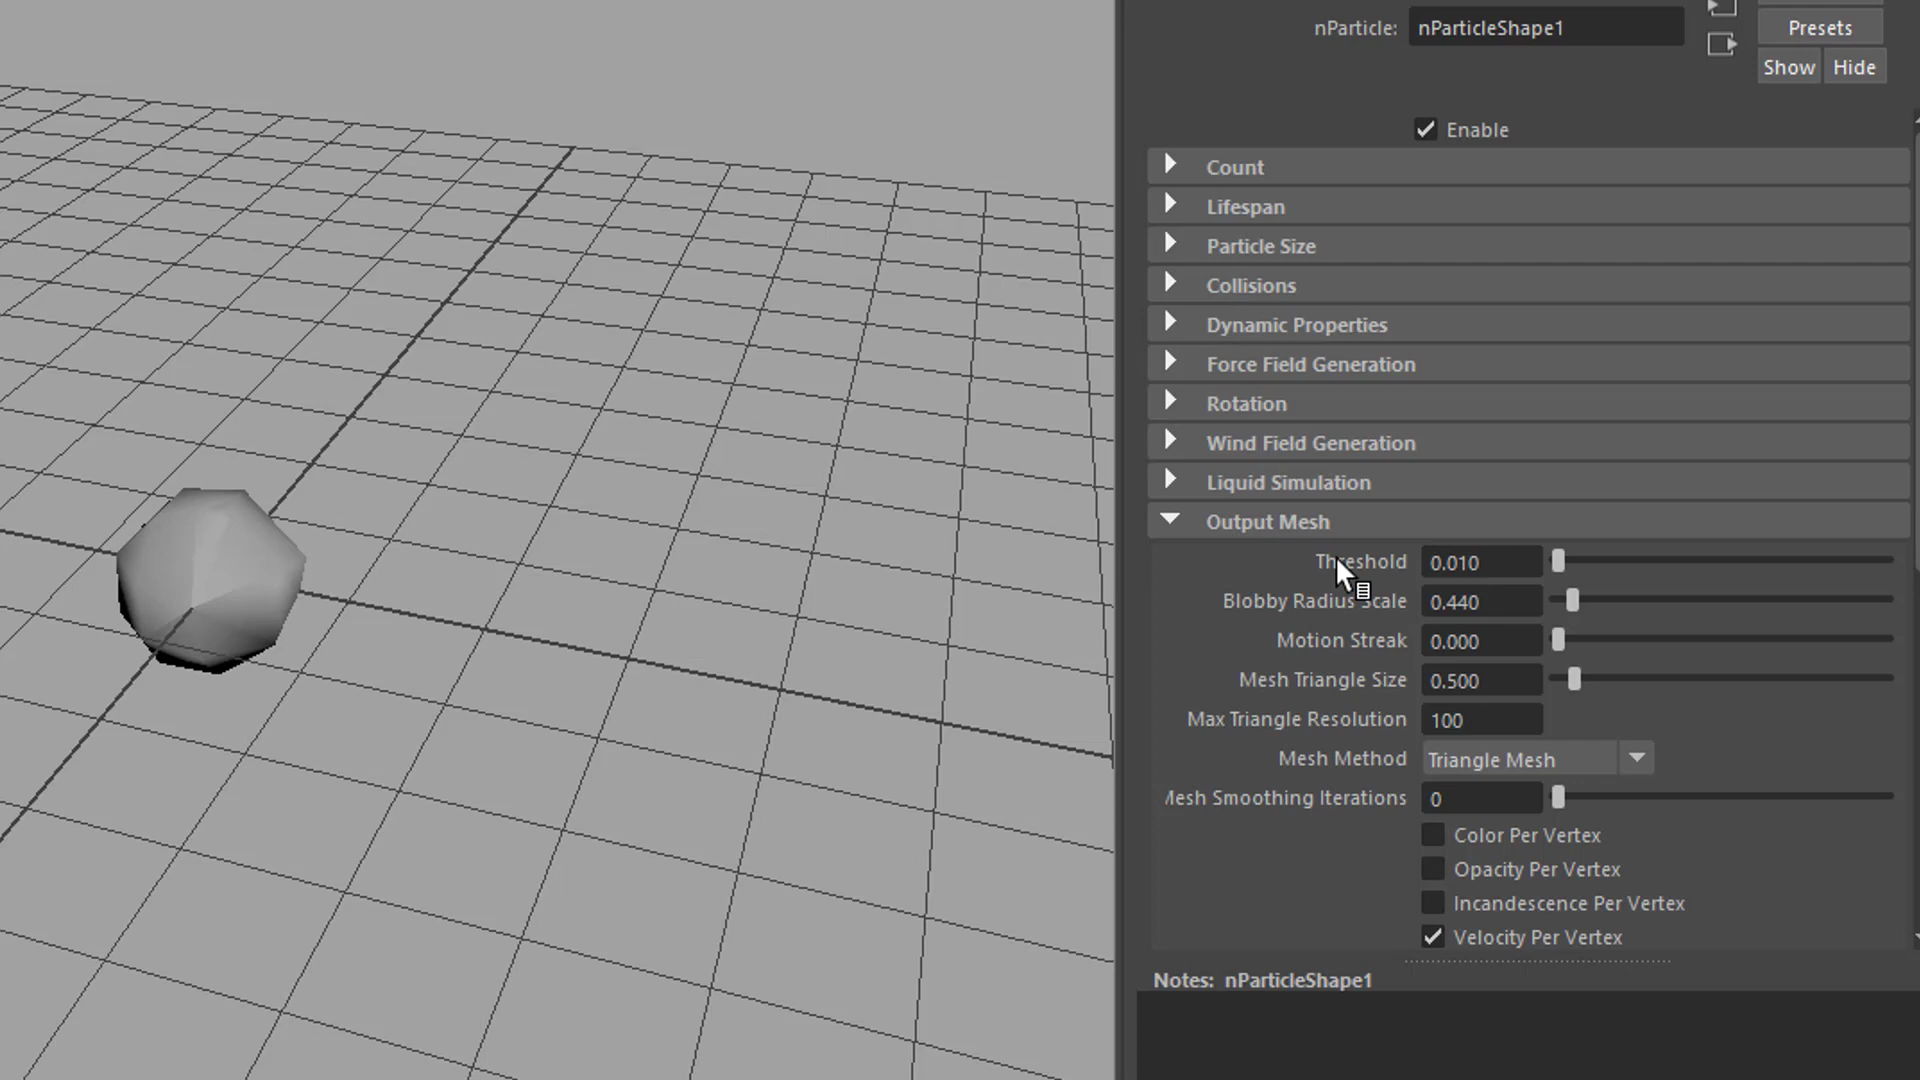 nParticle: nParticleShape1
Presets
Show Hide
Enable
Count
Lifespan
Particle Size
Collisions
Dynamic Properties
Force Field Generation
Rotation
Wind Field Generation
Liquid Simulation
Output Mesh
Threshold 0.010
Blobby Radius Scale 0.440
Motion Streak 0.000
Mesh Triangle Size 0.500
Max Triangle Resolution 100
Mesh Method Triangle Mesh
Mesh Smoothing Iterations 0
Color Per Vertex
Opacity Per Vertex
Incandescence Per Vertex
Velocity Per Vertex
Notes: nParticleShape1